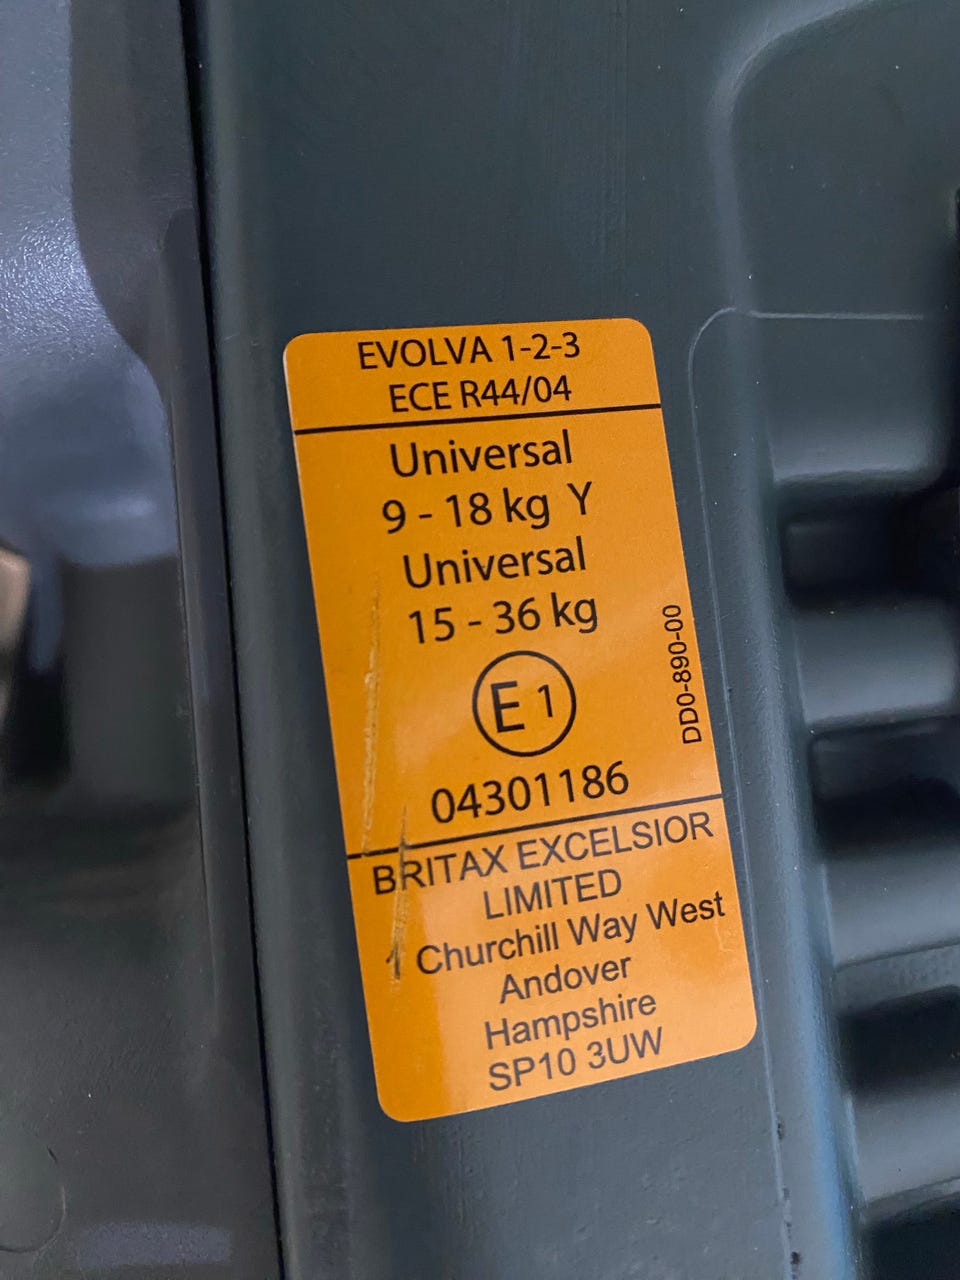 EVOLVA 1-2-3
ECE R44/04
Universal
9 - 18 kg Y
Universal
15 - 36 kg
E 1
04301186
DD0-890-00
BRITAX EXCELSIOR
LIMITED
1 Churchill Way West
Andover
Hampshire
SP10 3UW